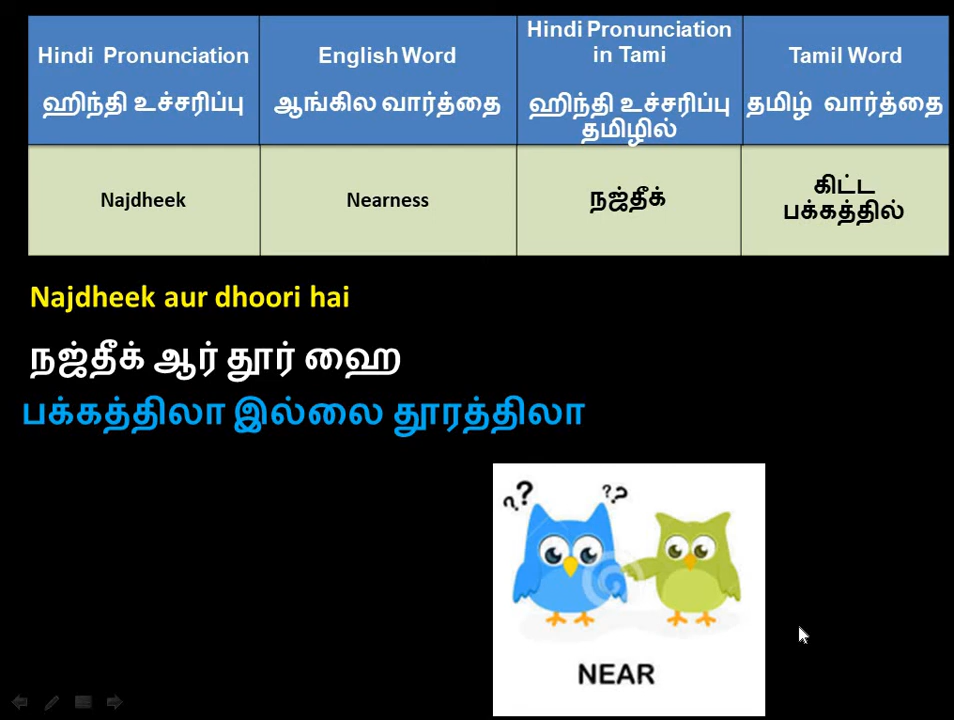 Hindi Pronunciation
ஹிந்தி உச்சரிப்பு
English Word
ஆங்கில வார்த்தை
Hindi Pronunciation
in Tami
ஹிந்தி உச்சரிப்பு
தமிழில்
Tamil Word
தமிழ் வார்த்தை
Najdheek
Nearness
நஜ்தீக்
கிட்ட
பக்கத்தில்
Najdheek aur dhoori hai
நஜ்தீக் ஆர் தூர் ஹை
பக்கத்திலா இல்லை தூரத்திலா
?? ??
NEAR